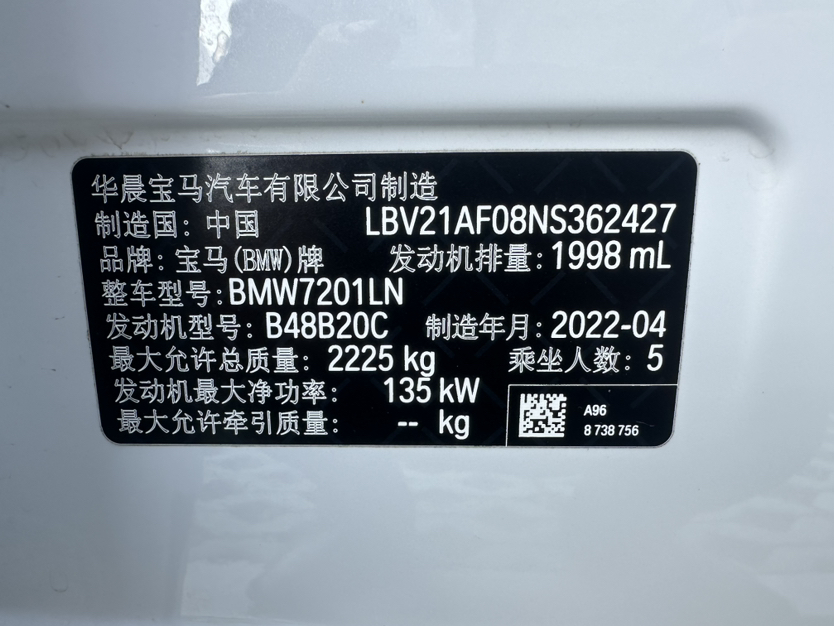 华晨宝马汽车有限公司制造
制造国: 中国 LBV21AF08NS362427
品牌: 宝马(BMW)牌 发动机排量: 1998 mL
整车型号: BMW7201LN
发动机型号: B48B20C 制造年月: 2022-04
最大允许总质量: 2225 kg 乘坐人数: 5
发动机最大净功率: 135 kW
最大允许牵引质量: -- kg
A96
8 738 756